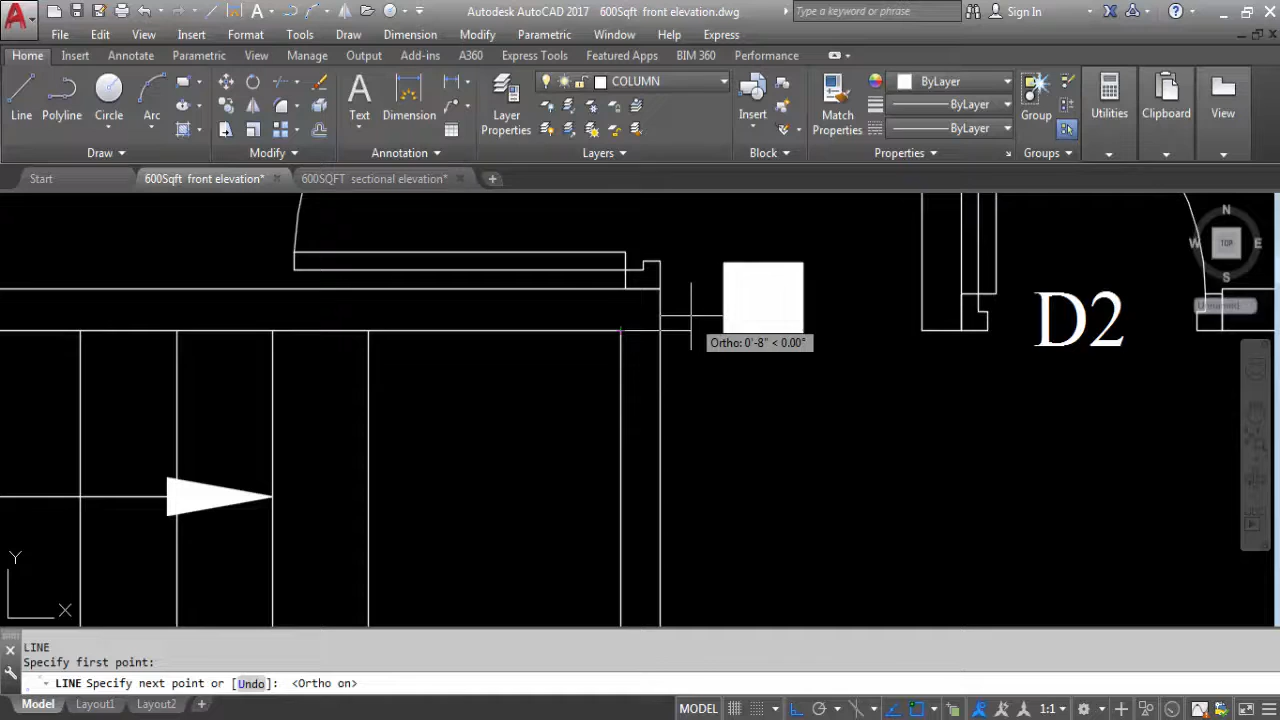 Autodesk AutoCAD 2017 600Sqft front elevation.dwg
Type a keyword or phrase
Sign In
File Edit View Insert Format Tools Draw Dimension Modify Parametric Window Help Express
Home Insert Annotate Parametric View Manage Output Add-ins A360 Express Tools Featured Apps BIM 360 Performance
COLUMN
ByLayer
ByLayer
ByLayer
Line Polyline Circle Arc
Text Dimension
Layer Properties
Insert
Match Properties
Group
Utilities Clipboard View
Draw Modify Annotation Layers Block Properties Groups
Start 600Sqft front elevation* 600SQFT sectional elevation*
N
W TOP E
S
D2
Ortho: 0'-8" < 0.00°
Y
X
LINE
Specify first point:
LINE Specify next point or [Undo]: <Ortho on>
Model Layout1 Layout2 +
MODEL 1:1